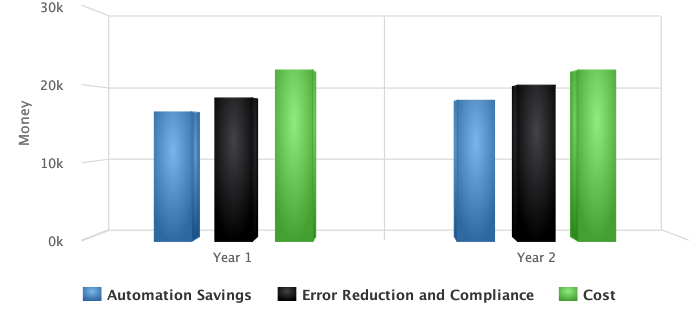 30k
20k
10k
0k
Money
Year 1
Year 2
Automation Savings
Error Reduction and Compliance
Cost